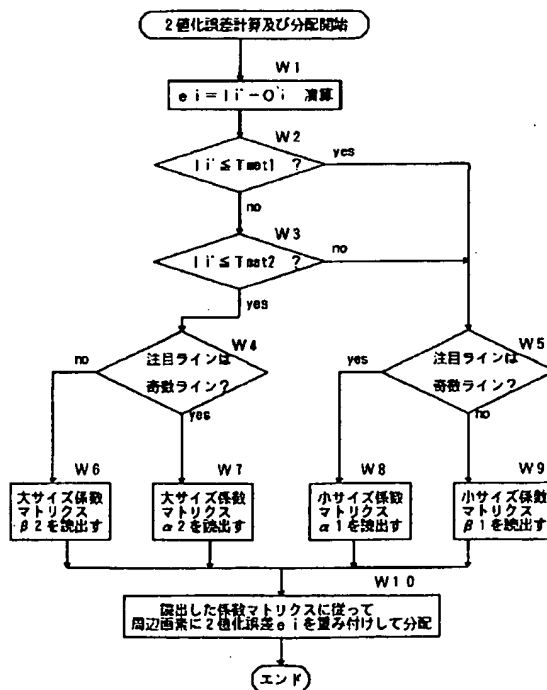 2値化誤差計算及び分配開始
W1
ei=Ii'-O'i 演算
W2
Ii'≦Tmat1 ?
yes
no
W3
Ii'≦Tmat2 ?
no
yes
W4
注目ラインは
奇数ライン?
no
yes
W5
注目ラインは
奇数ライン?
yes
no
W6
大サイズ係数
マトリクス
β2を読出す
W7
大サイズ係数
マトリクス
α2を読出す
W8
小サイズ係数
マトリクス
α1を読出す
W9
小サイズ係数
マトリクス
β1を読出す
W10
読出した係数マトリクスに従って
周辺画素に2値化誤差eiを重み付けして分配
エンド